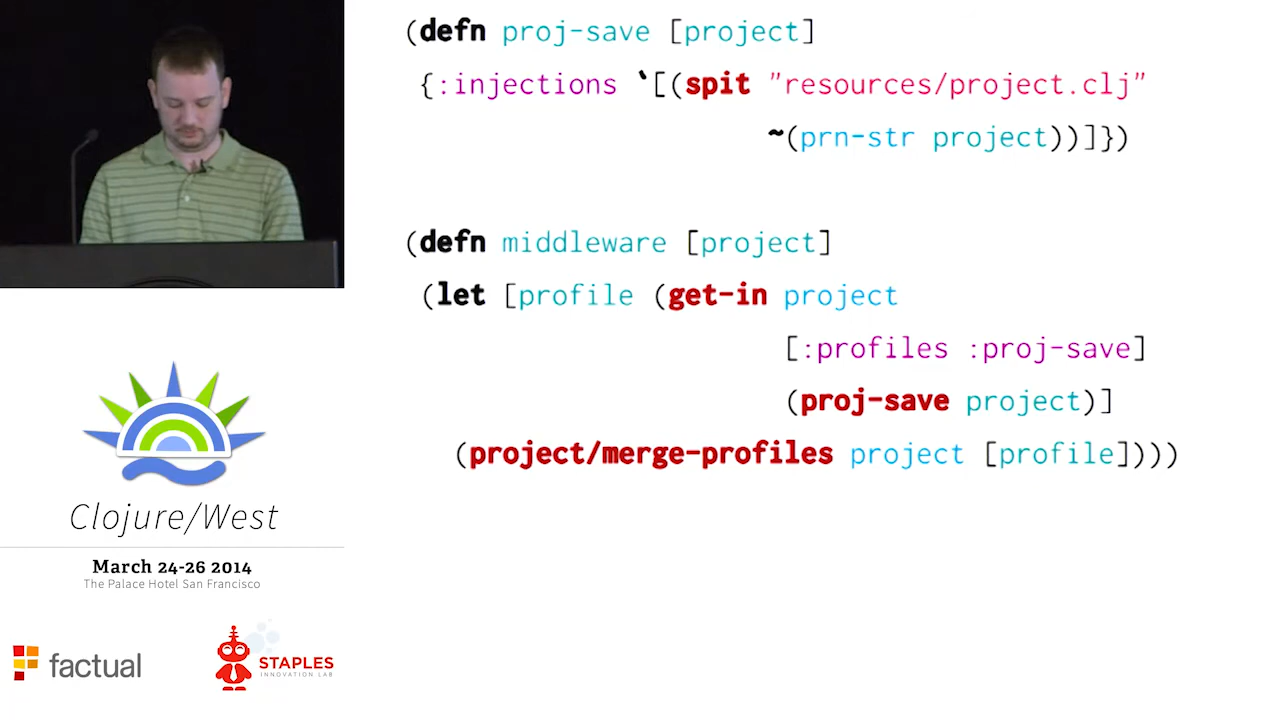 (defn proj-save [project]
{:injections `[(spit "resources/project.clj"
~(prn-str project))]})
(defn middleware [project]
(let [profile (get-in project
[:profiles :proj-save]
(proj-save project)]
(project/merge-profiles project [profile])))
Clojure/West
March 24-26 2014
The Palace Hotel San Francisco
factual
STAPLES
INNOVATION LAB